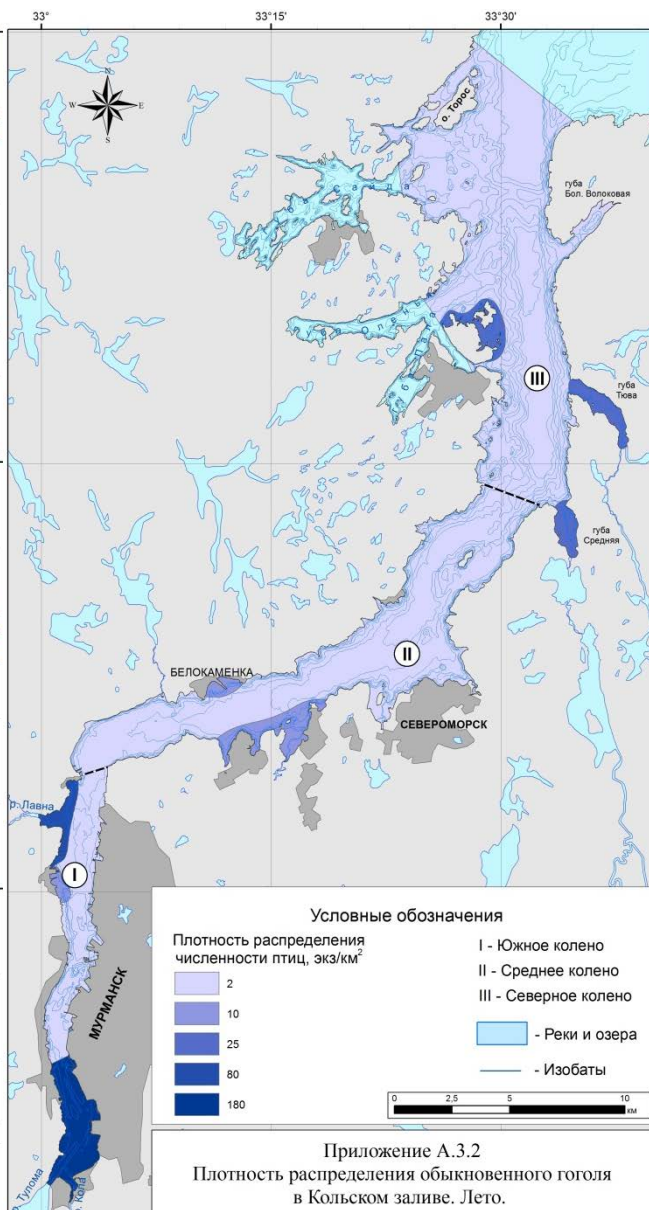 33°
33°15'
33°30'
N
W
E
S
о. Торос
губа
Бол. Волоковая
III
губа
Тюва
губа
Средняя
II
БЕЛОКАМЕНКА
СЕВЕРОМОРСК
р. Лавна
I
МУРМАНСК
р. Тулома
р. Кола
Условные обозначения
Плотность распределения
численности птиц, экз/км²
2
10
25
80
180
I - Южное колено
II - Среднее колено
III - Северное колено
- Реки и озера
- Изобаты
0
2,5
5
10
км
Приложение А.3.2
Плотность распределения обыкновенного гоголя
в Кольском заливе. Лето.